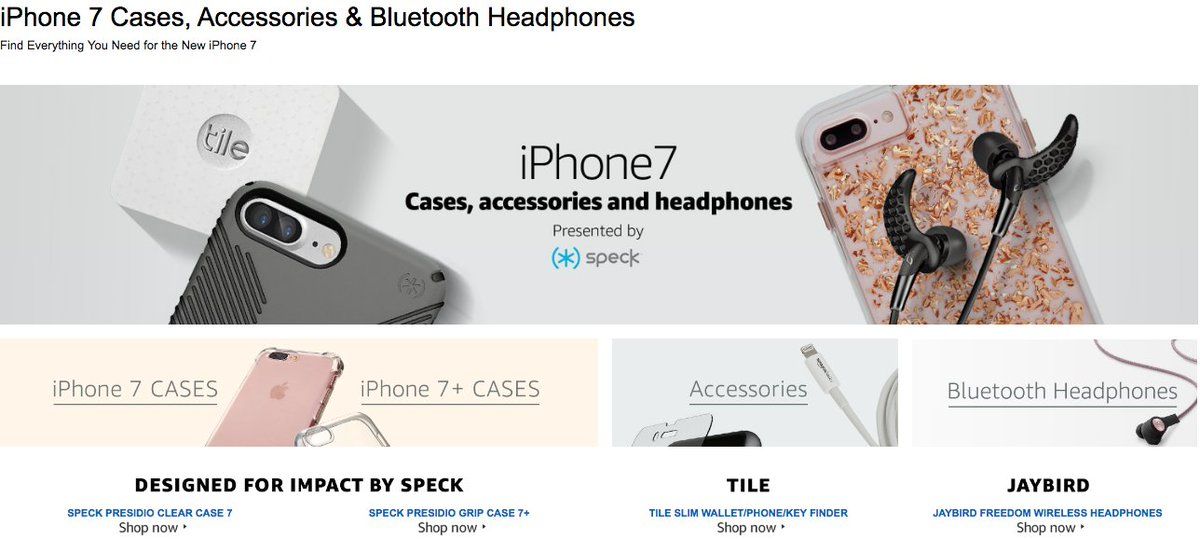 iPhone 7 Cases, Accessories & Bluetooth Headphones
Find Everything You Need for the New iPhone 7
tile
iPhone7
Cases, accessories and headphones
Presented by
speck
iPhone 7 CASES
iPhone 7+ CASES
Accessories
Bluetooth Headphones
DESIGNED FOR IMPACT BY SPECK
TILE
JAYBIRD
SPECK PRESIDIO CLEAR CASE 7
SPECK PRESIDIO GRIP CASE 7+
TILE SLIM WALLET/PHONE/KEY FINDER
JAYBIRD FREEDOM WIRELESS HEADPHONES
Shop now
Shop now
Shop now
Shop now